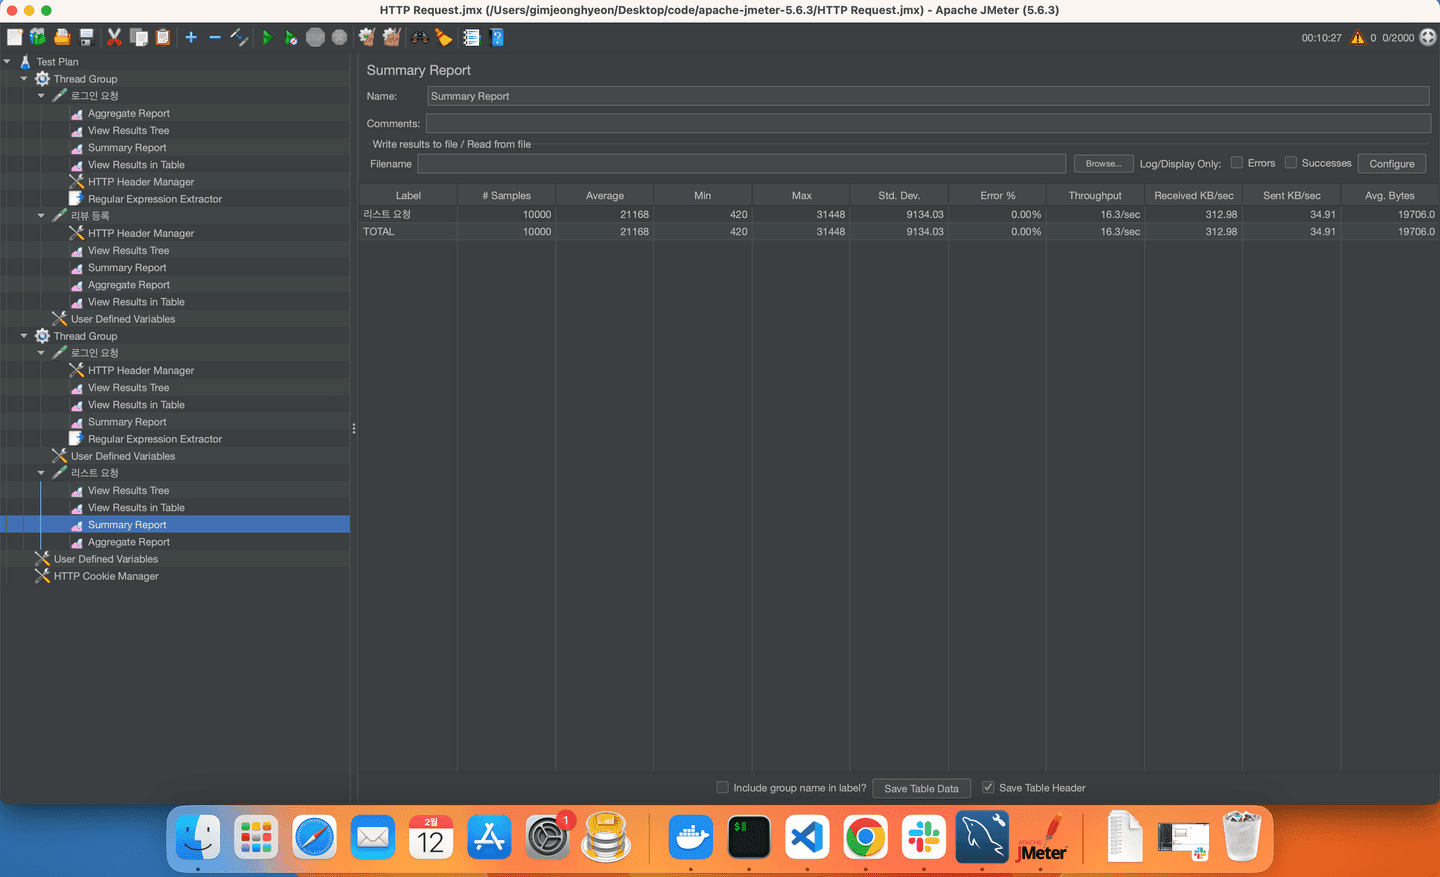 HTTP Request.jmx (/Users/gimjeonghyeon/Desktop/code/apache-jmeter-5.6.3/HTTP Request.jmx) - Apache JMeter (5.6.3)
00:10:27 0 0/2000
Test Plan
Thread Group
로그인 요청
Aggregate Report
View Results Tree
Summary Report
View Results in Table
HTTP Header Manager
Regular Expression Extractor
리뷰 등록
HTTP Header Manager
View Results Tree
Summary Report
Aggregate Report
View Results in Table
User Defined Variables
Thread Group
로그인 요청
HTTP Header Manager
View Results Tree
View Results in Table
Summary Report
Regular Expression Extractor
User Defined Variables
리스트 요청
View Results Tree
View Results in Table
Summary Report
Aggregate Report
User Defined Variables
HTTP Cookie Manager
Summary Report
Name: Summary Report
Comments:
Write results to file / Read from file
Filename Browse... Log/Display Only: Errors Successes Configure
Label # Samples Average Min Max Std. Dev. Error % Throughput Received KB/sec Sent KB/sec Avg. Bytes
리스트 요청 10000 21168 420 31448 9134.03 0.00% 16.3/sec 312.98 34.91 19706.0
TOTAL 10000 21168 420 31448 9134.03 0.00% 16.3/sec 312.98 34.91 19706.0
Include group name in label? Save Table Data Save Table Header
2월
12
1
$
APACHE
JMeter